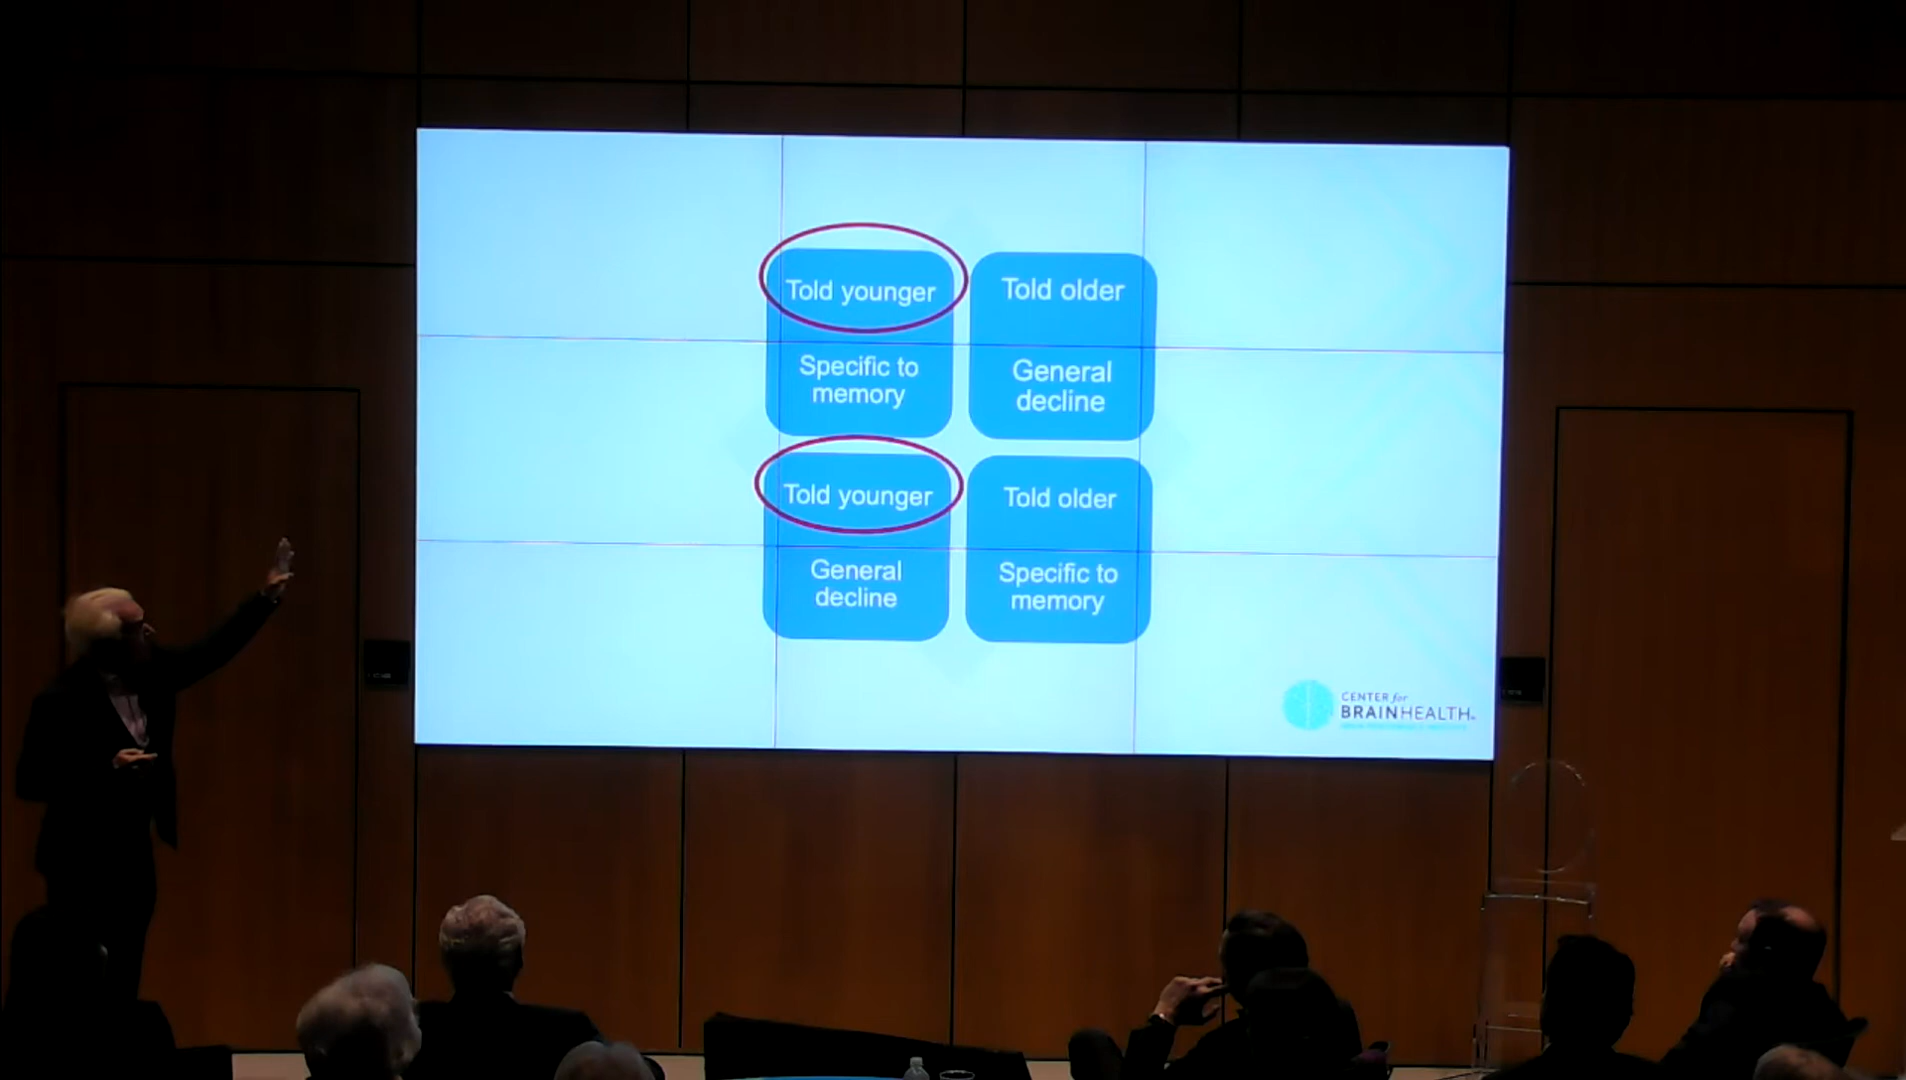 Told younger
Specific to
memory
Told older
General
decline
Told younger
General
decline
Told older
Specific to
memory
CENTER for
BRAINHEALTH